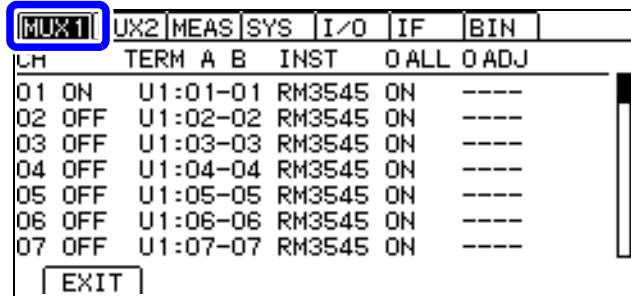 MUX1 UX2 MEAS SYS I/O IF BIN
CH TERM A B INST 0 ALL 0 ADJ
01 ON U1:01-01 RM3545 ON ----
02 OFF U1:02-02 RM3545 ON ----
03 OFF U1:03-03 RM3545 ON ----
04 OFF U1:04-04 RM3545 ON ----
05 OFF U1:05-05 RM3545 ON ----
06 OFF U1:06-06 RM3545 ON ----
07 OFF U1:07-07 RM3545 ON ----
EXIT